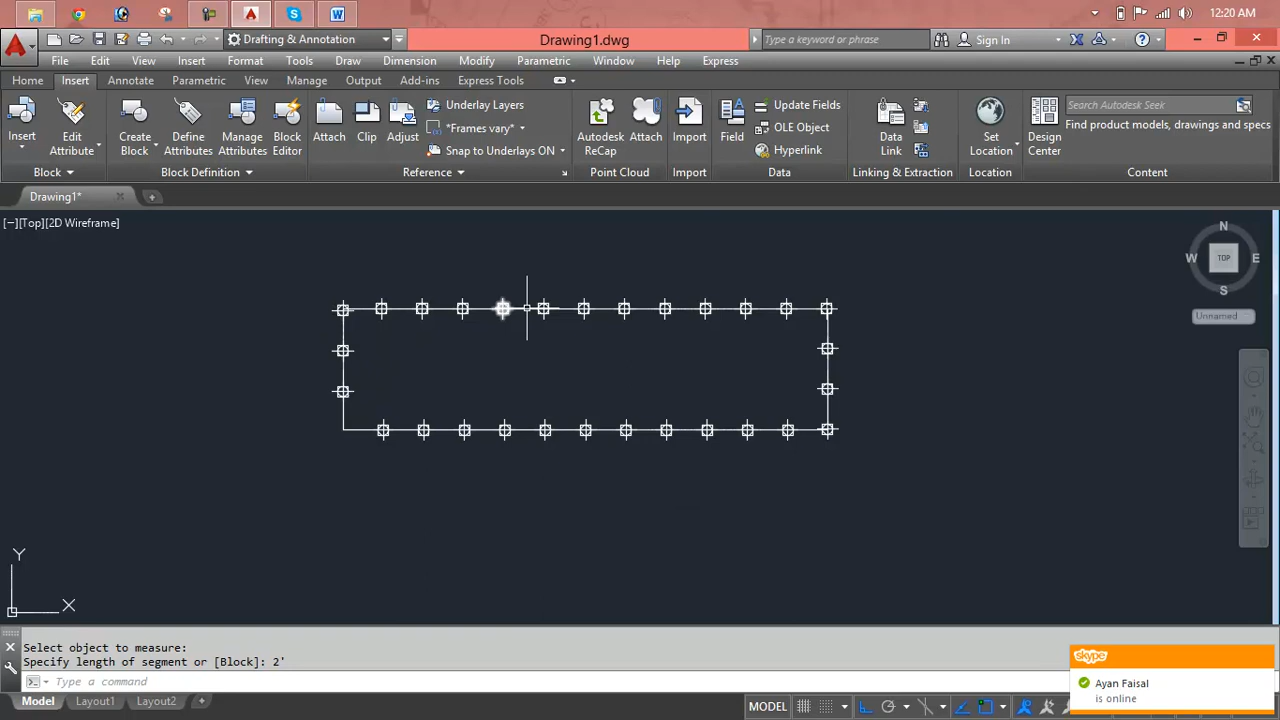 12:20 AM
Drafting & Annotation
Drawing1.dwg
Type a keyword or phrase
Sign In
File Edit View Insert Format Tools Draw Dimension Modify Parametric Window Help Express
Home Insert Annotate Parametric View Manage Output Add-ins Express Tools
Insert
Edit Attribute
Create Block
Define Attributes
Manage Attributes
Block Editor
Attach
Clip
Adjust
Underlay Layers
*Frames vary*
Snap to Underlays ON
Autodesk ReCap
Attach
Import
Field
Update Fields
OLE Object
Hyperlink
Data Link
Set Location
Design Center
Search Autodesk Seek
Find product models, drawings and specs
Block Block Definition Reference Point Cloud Import Data Linking & Extraction Location Content
Drawing1*
[−][Top][2D Wireframe]
N
W TOP E
S
Unnamed
Y
X
Select object to measure:
Specify length of segment or [Block]: 2'
Type a command
Model Layout1 Layout2
MODEL
skype
Ayan Faisal
is online